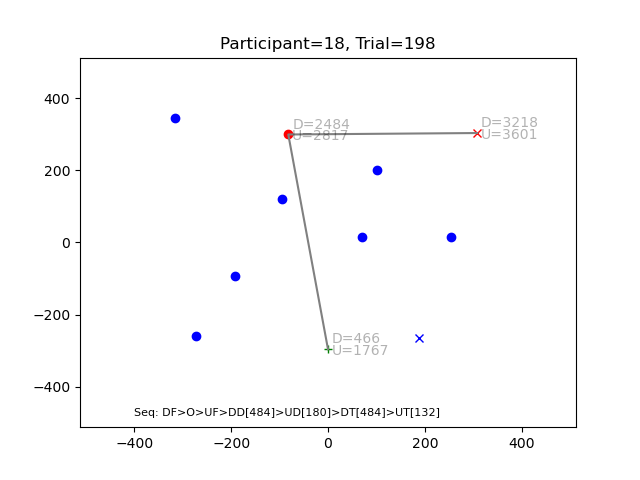 Participant=18, Trial=198
D=2484
U=2817
D=3218
U=3601
D=466
U=1767
Seq: DF>O>UF>DD[484]>UD[180]>DT[484]>UT[132]
400
200
0
−200
−400
−400
−200
0
200
400